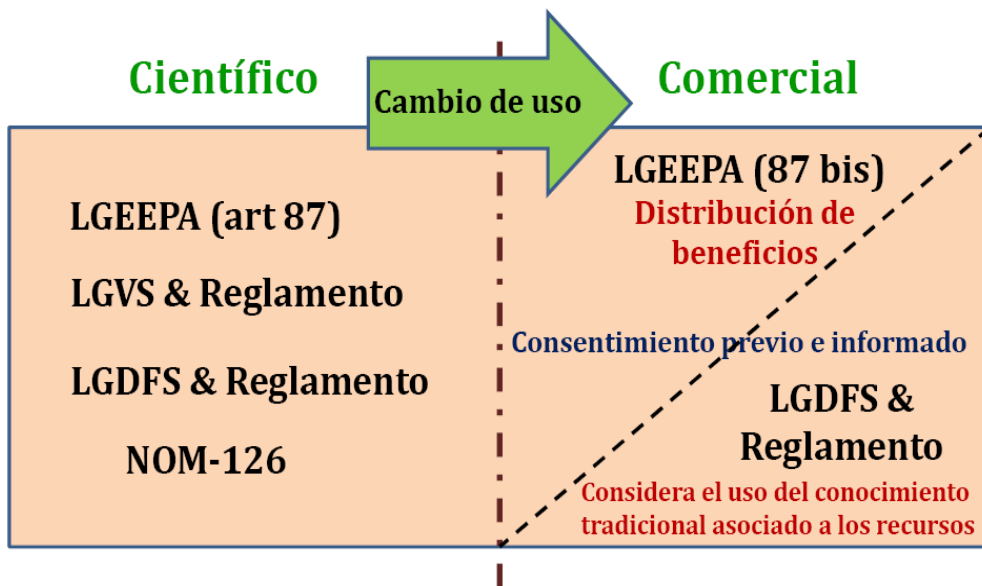 Científico
Cambio de uso
Comercial
LGEEPA (art 87)
LGVS & Reglamento
LGDFS & Reglamento
NOM-126
LGEEPA (87 bis)
Distribución de
beneficios
Consentimiento previo e informado
LGDFS &
Reglamento
Considera el uso del conocimiento
tradicional asociado a los recursos